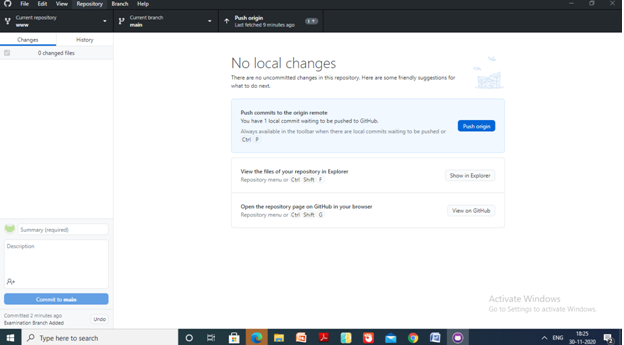 File Edit View Repository Branch Help
Current repository
www
Current branch
main
Push origin
Last fetched 9 minutes ago
Changes History
0 changed files
No local changes
There are no uncommitted changes in this repository. Here are some friendly suggestions for
what to do next.
Push commits to the origin remote
You have 1 local commit waiting to be pushed to GitHub.
Always available in the toolbar when there are local commits waiting to be pushed or
Ctrl P
Push origin
View the files of your repository in Explorer
Repository menu or Ctrl Shift F
Show in Explorer
Open the repository page on GitHub in your browser
Repository menu or Ctrl Shift G
View on GitHub
Summary (required)
Description
Commit to main
Committed 2 minutes ago
Examination Branch Added
Undo
Activate Windows
Go to Settings to activate Windows.
Type here to search
ENG
18:25
30-11-2020